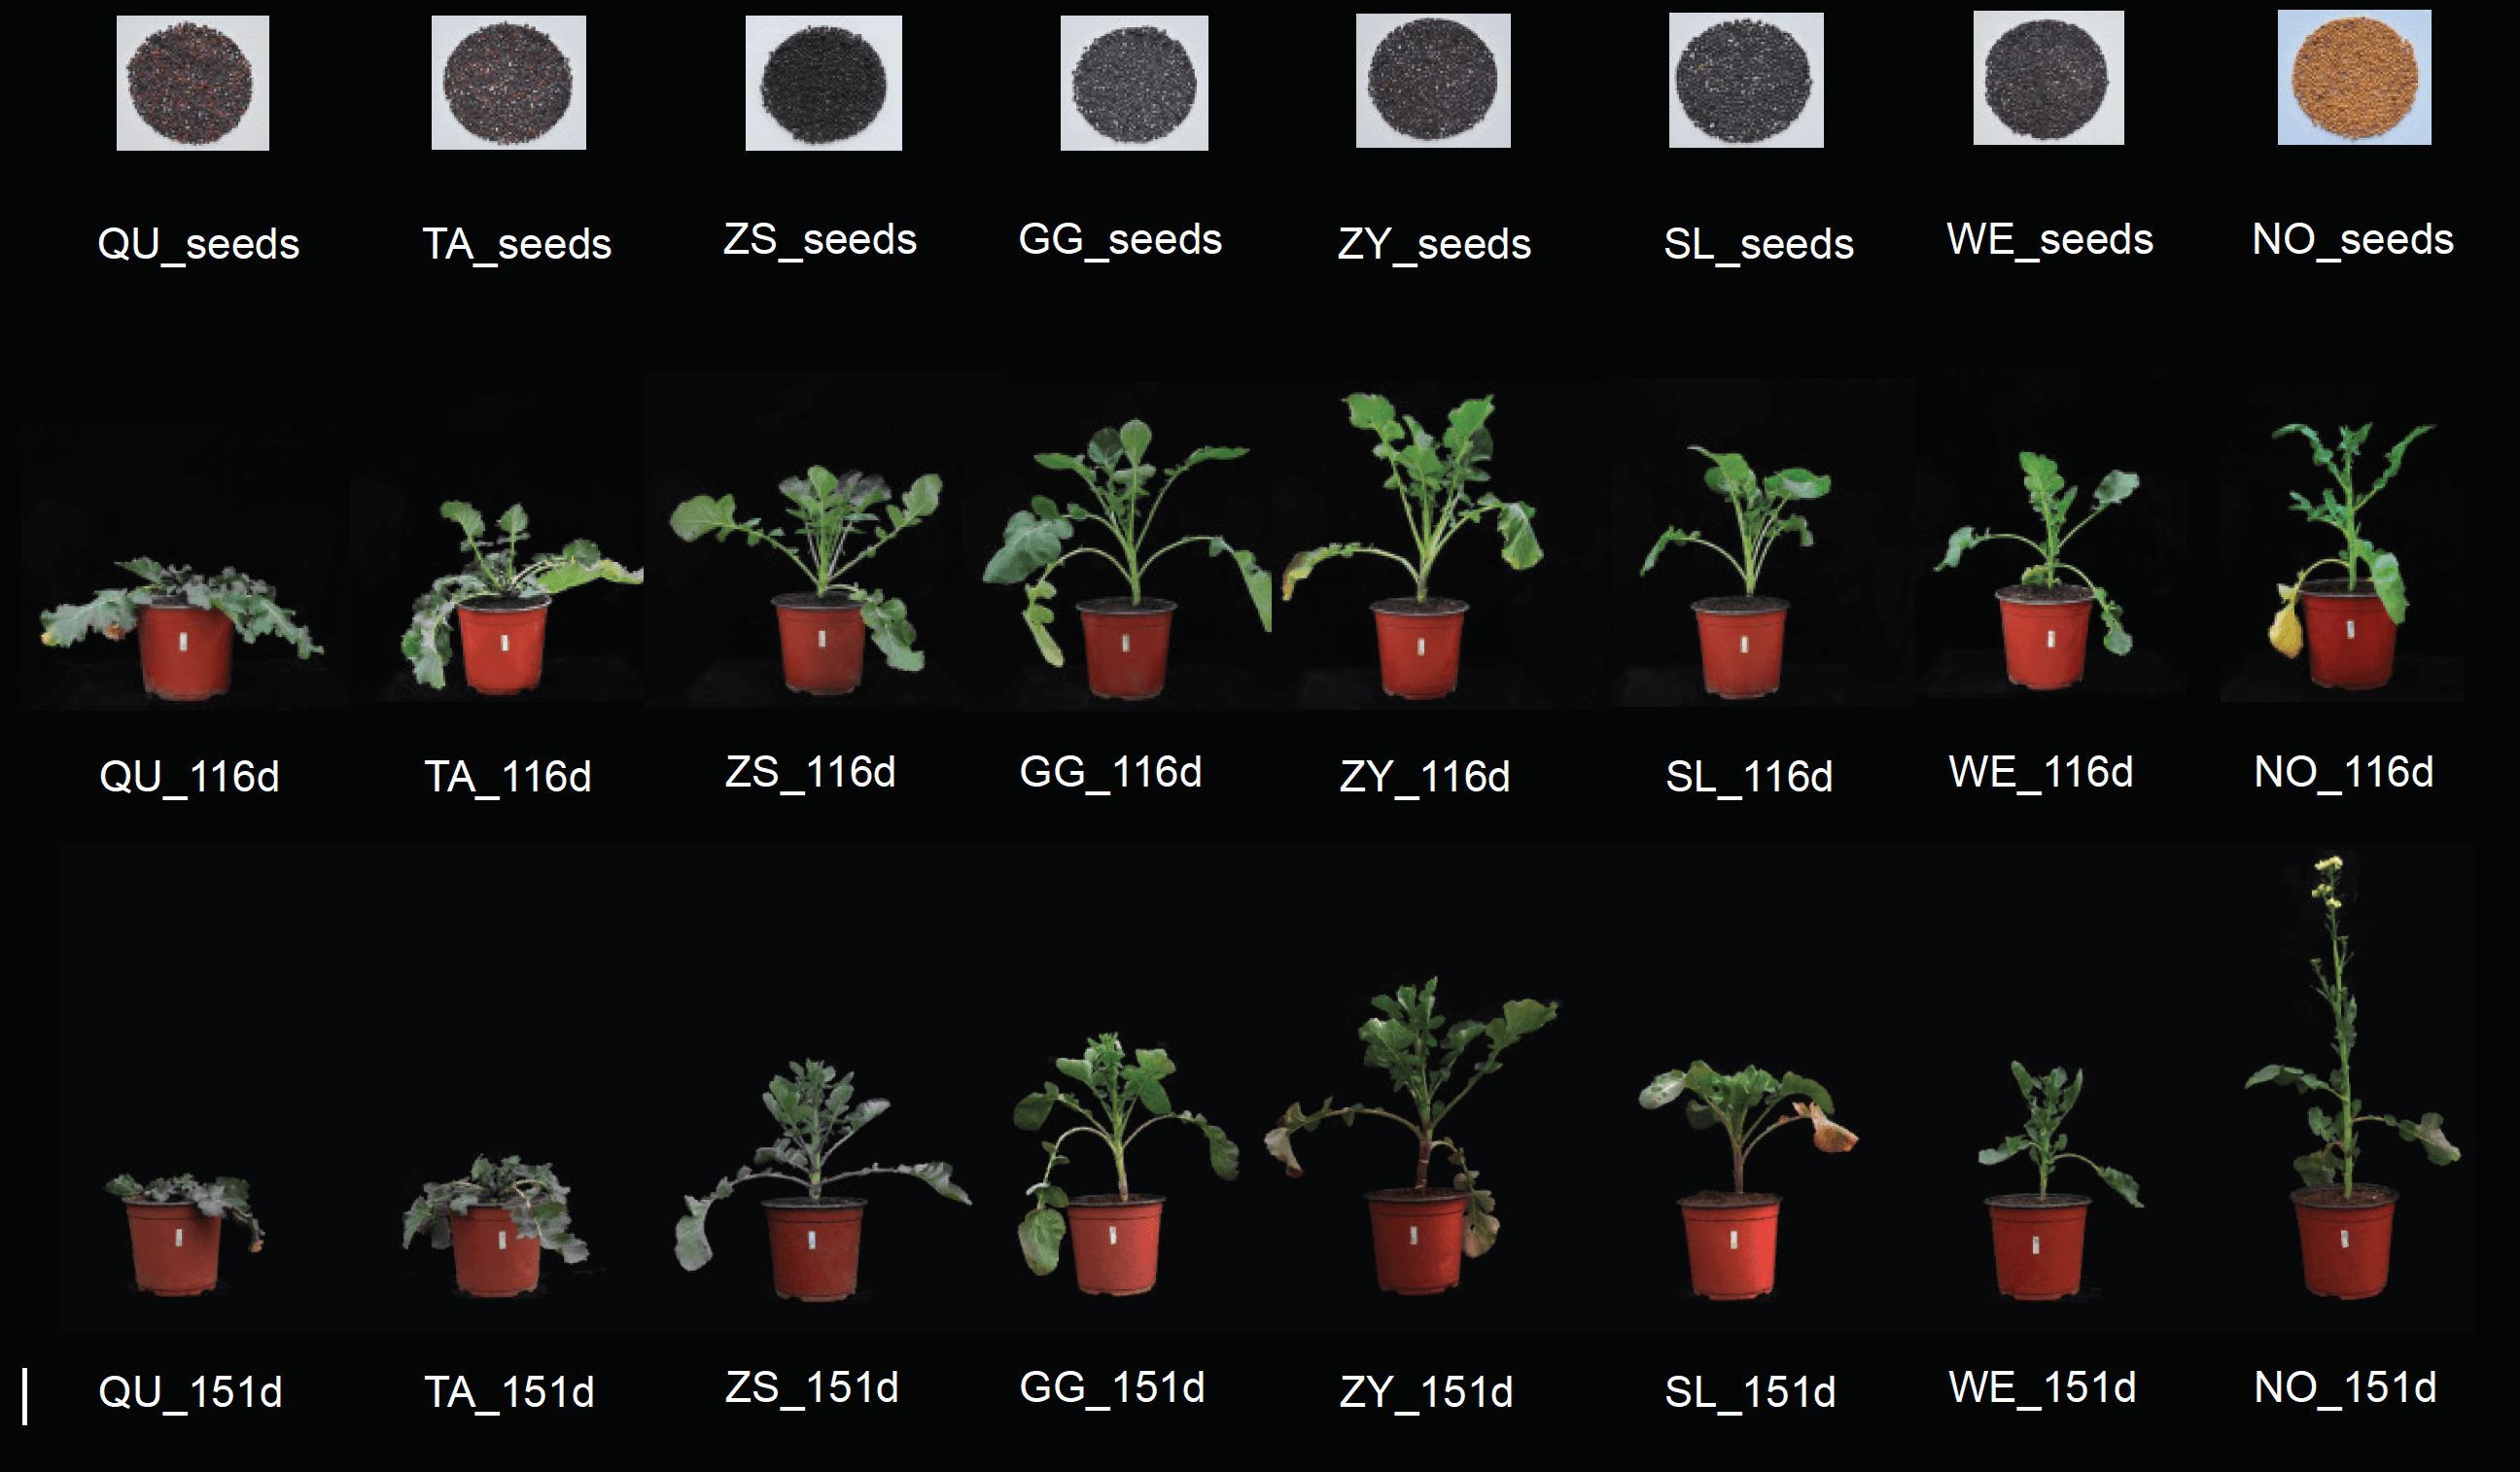 QU_seeds TA_seeds ZS_seeds GG_seeds ZY_seeds SL_seeds WE_seeds NO_seeds
QU_116d TA_116d ZS_116d GG_116d ZY_116d SL_116d WE_116d NO_116d
QU_151d TA_151d ZS_151d GG_151d ZY_151d SL_151d WE_151d NO_151d